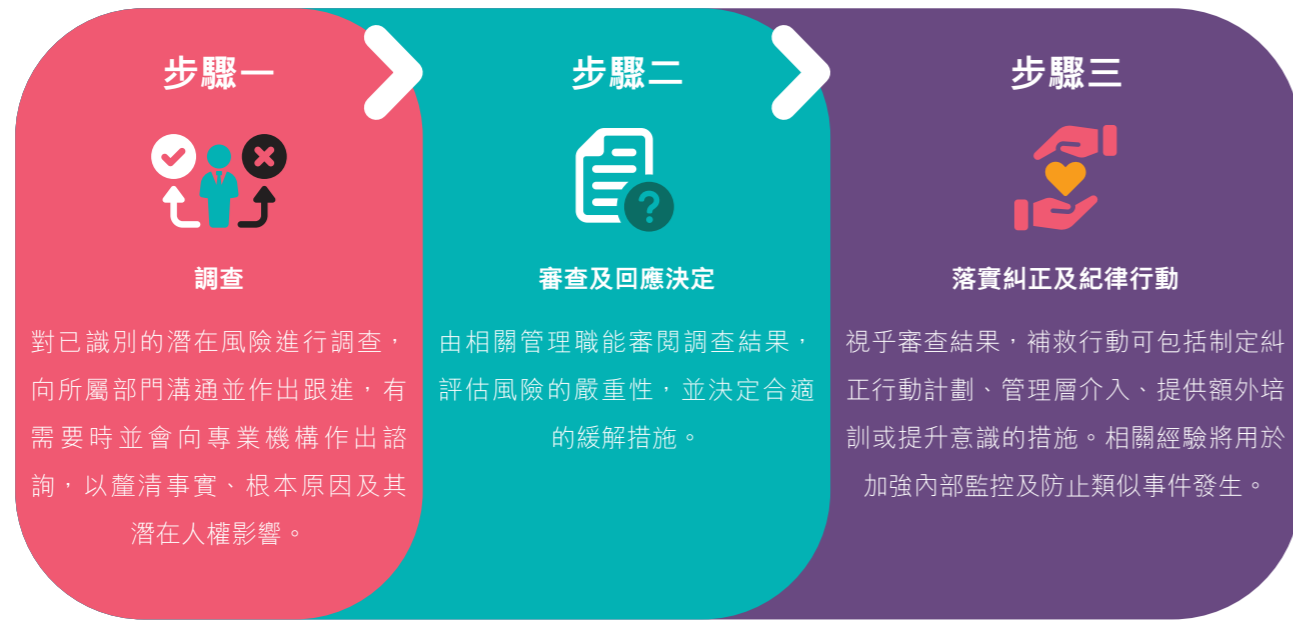 步驟一
調查
對已識別的潛在風險進行調查，
向所屬部門溝通並作出跟進，有
需要時並會向專業機構作出諮
詢，以釐清事實、根本原因及其
潛在人權影響。
步驟二
審查及回應決定
由相關管理職能審閱調查結果，
評估風險的嚴重性，並決定合適
的緩解措施。
步驟三
落實糾正及紀律行動
視乎審查結果，補救行動可包括制定糾
正行動計劃、管理層介入、提供額外培
訓或提升意識的措施。相關經驗將用於
加強內部監控及防止類似事件發生。